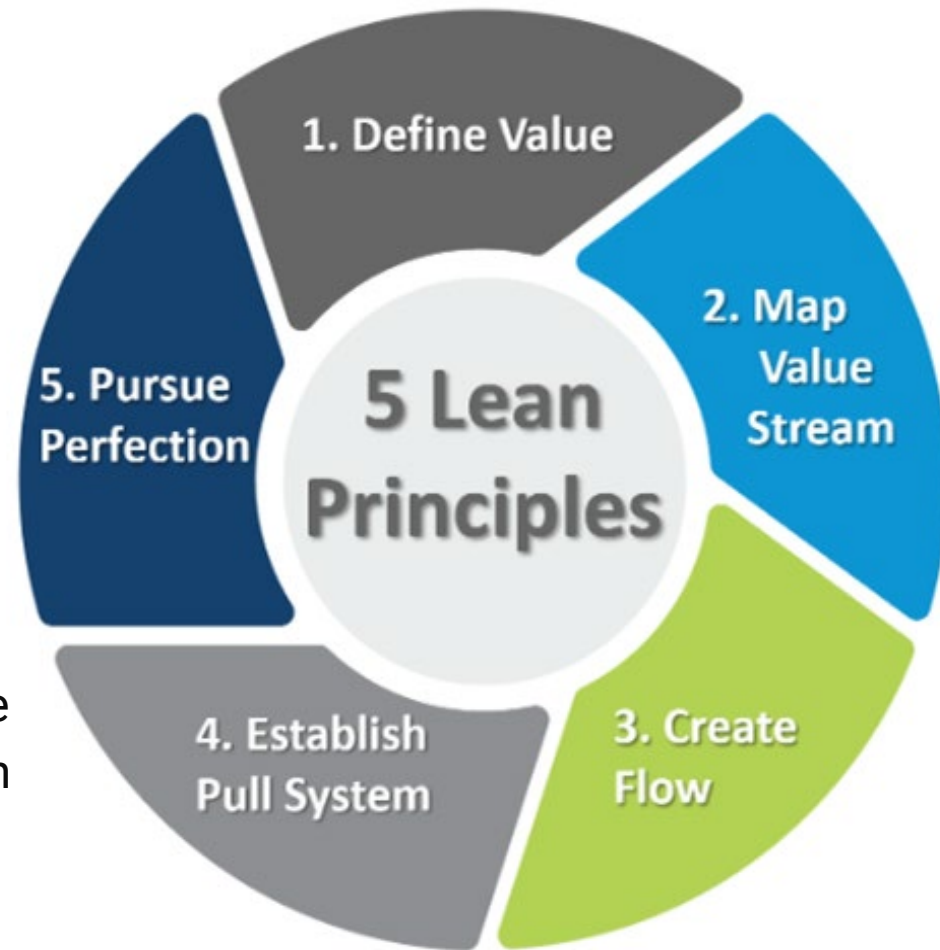 1. Define Value
2. Map
Value
Stream
3. Create
Flow
4. Establish
Pull System
5. Pursue
Perfection
5 Lean
Principles